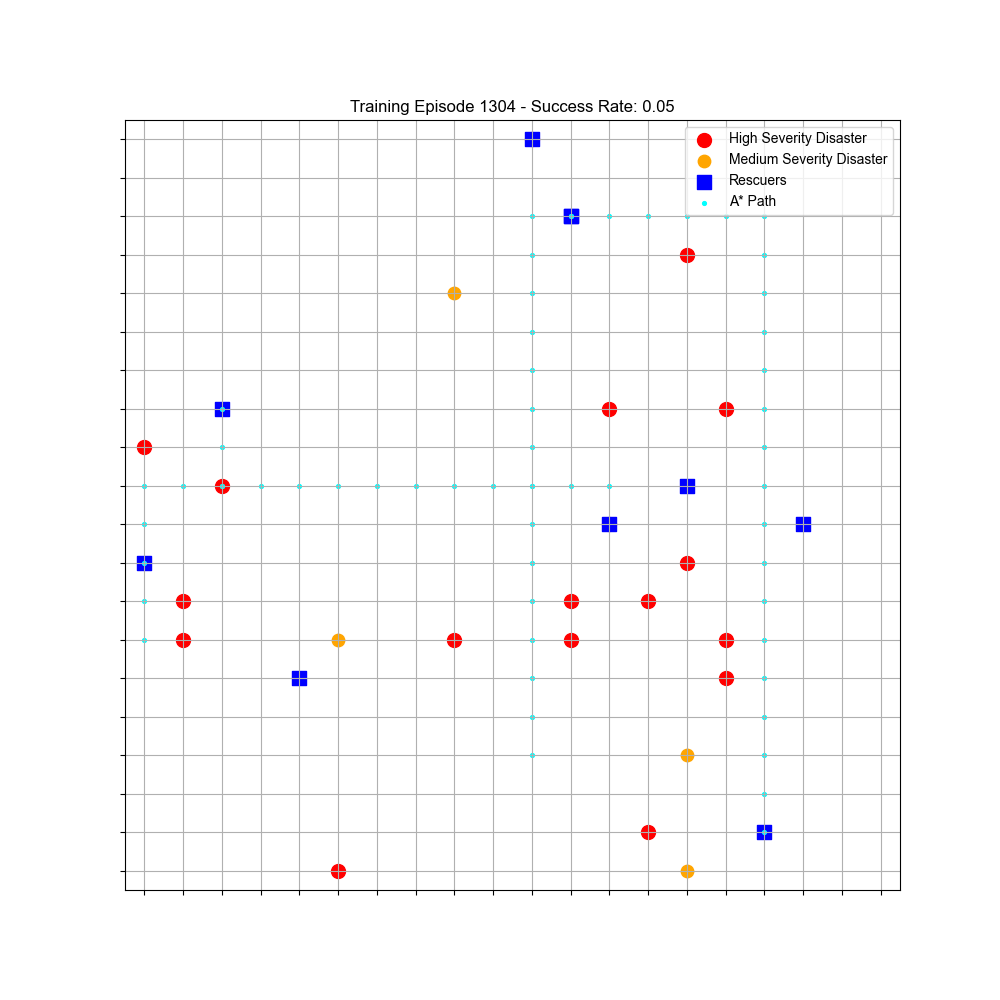 Training Episode 1304 - Success Rate: 0.05
High Severity Disaster
Medium Severity Disaster
Rescuers
A* Path